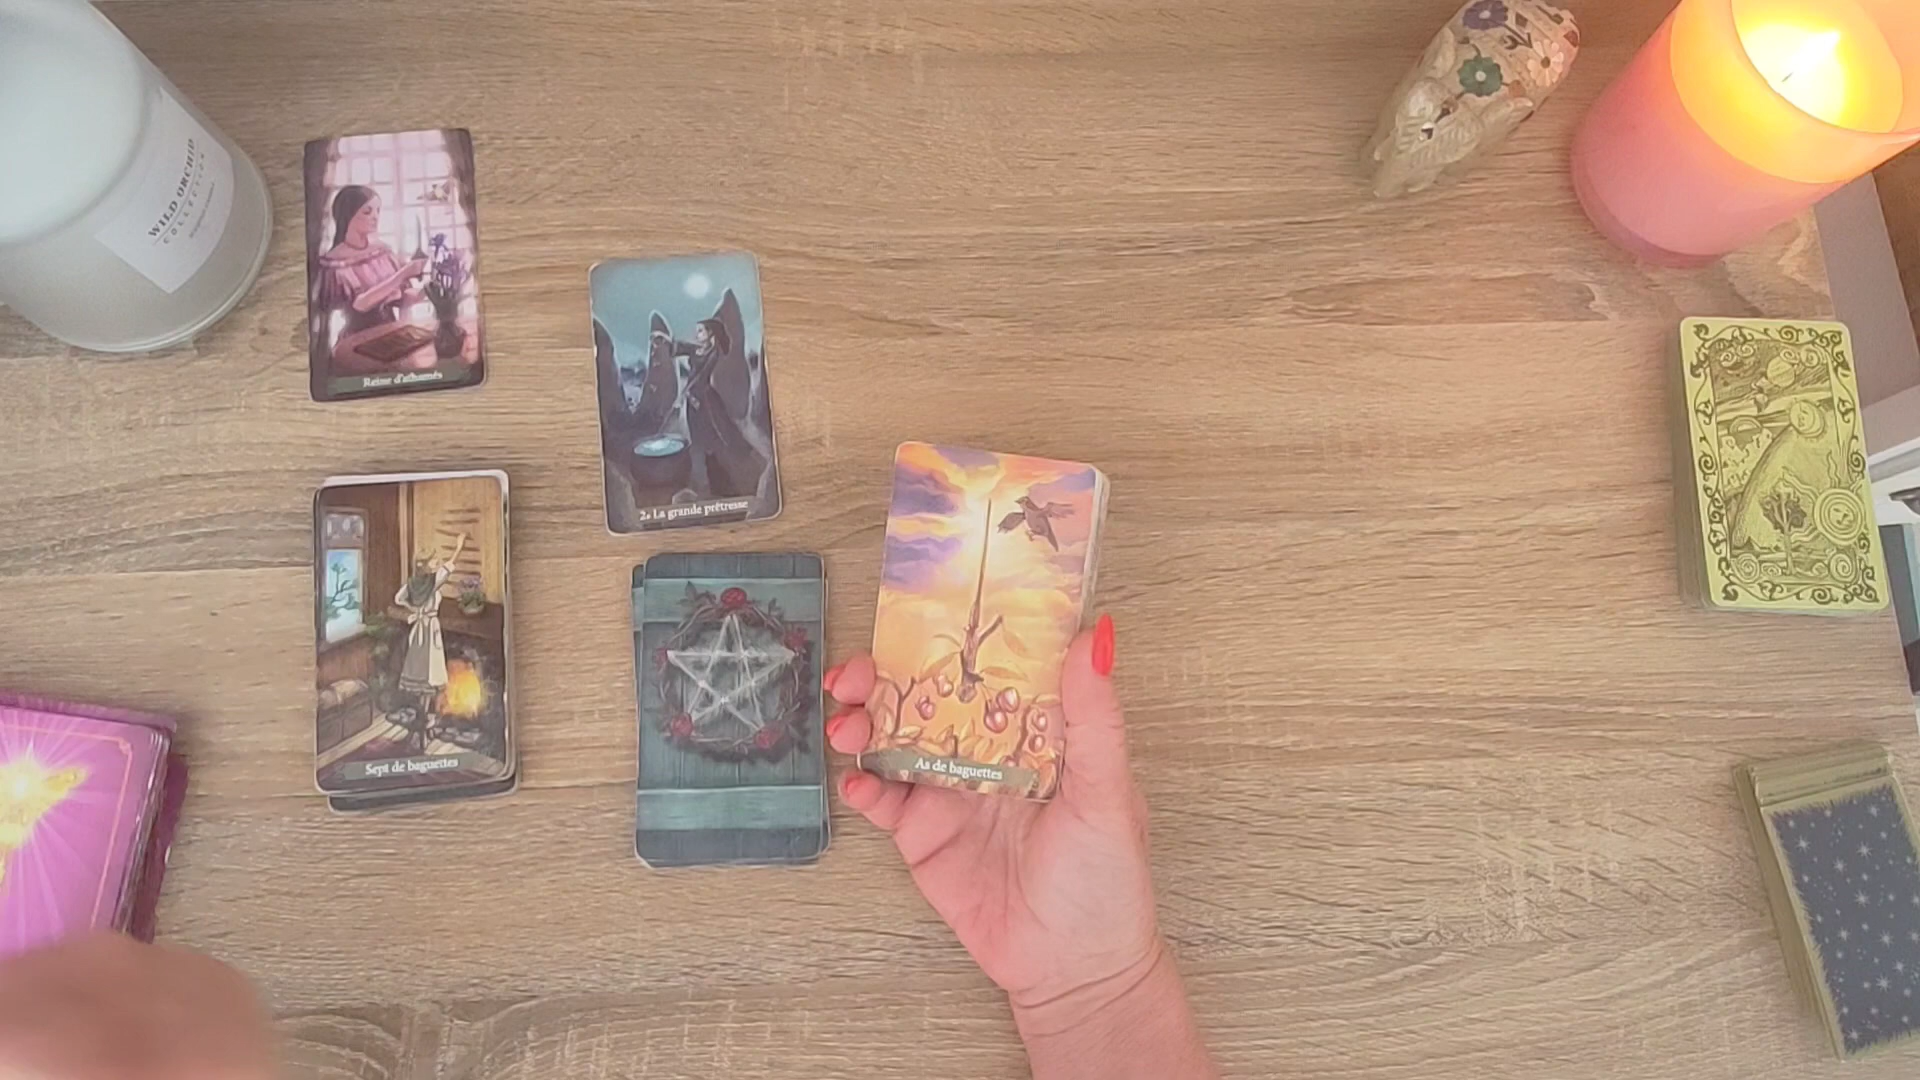 WILD ORCHID
COLLECTION
Reine d'athamés
2. La grande prêtresse
Sept de baguettes
As de baguettes